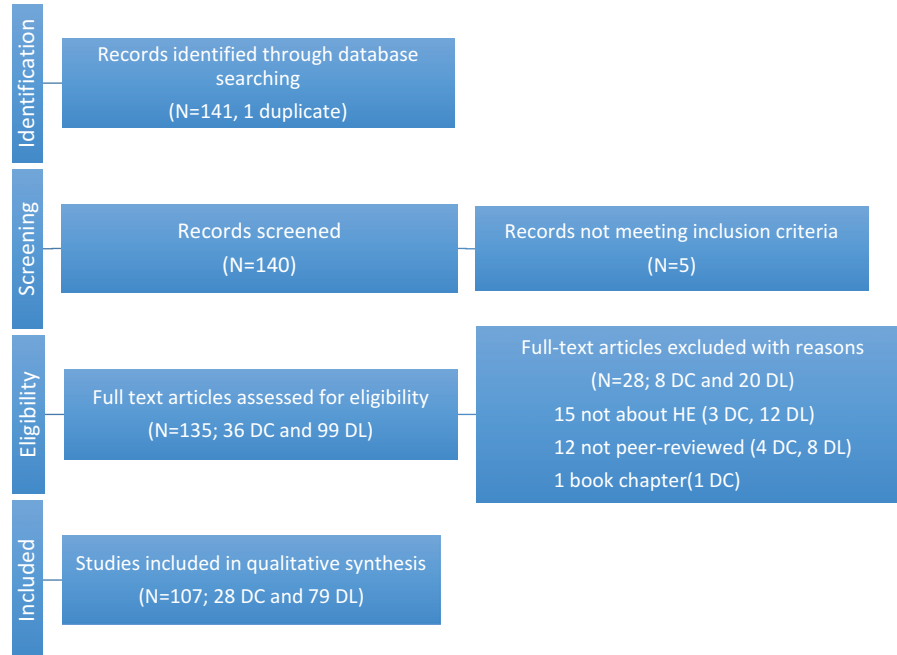 Identification
Records identified through database
searching
(N=141, 1 duplicate)
Screening
Records screened
(N=140)
Records not meeting inclusion criteria
(N=5)
Eligibility
Full text articles assessed for eligibility
(N=135; 36 DC and 99 DL)
Full-text articles excluded with reasons
(N=28; 8 DC and 20 DL)
15 not about HE (3 DC, 12 DL)
12 not peer-reviewed (4 DC, 8 DL)
1 book chapter(1 DC)
Included
Studies included in qualitative synthesis
(N=107; 28 DC and 79 DL)